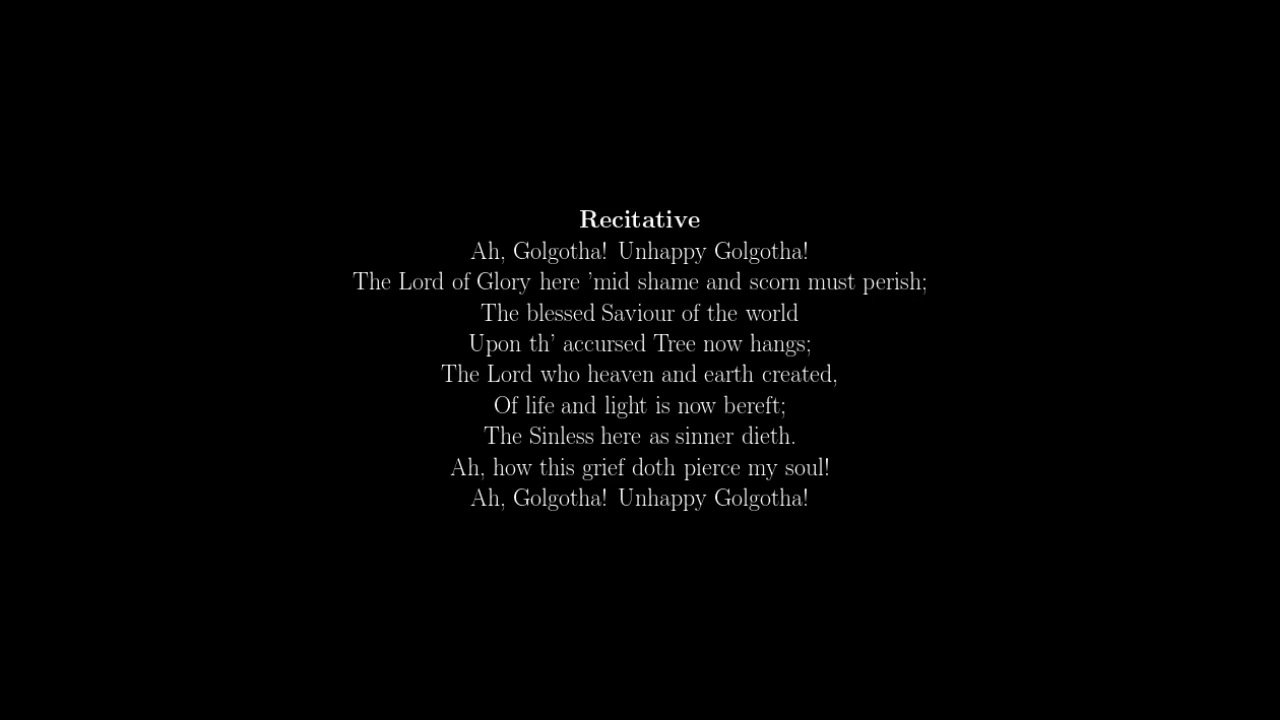 Recitative
Ah, Golgotha! Unhappy Golgotha!
The Lord of Glory here 'mid shame and scorn must perish;
The blessed Saviour of the world
Upon th' accursed Tree now hangs;
The Lord who heaven and earth created,
Of life and light is now bereft;
The Sinless here as sinner dieth.
Ah, how this grief doth pierce my soul!
Ah, Golgotha! Unhappy Golgotha!